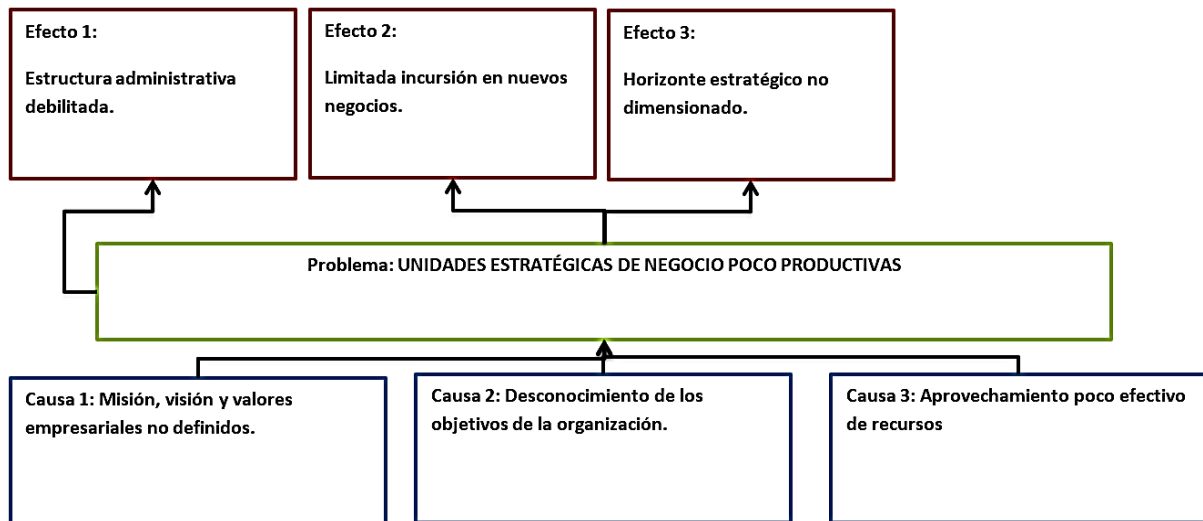 Efecto 1:
Estructura administrativa
debilitada.
Efecto 2:
Limitada incursión en nuevos
negocios.
Efecto 3:
Horizonte estratégico no
dimensionado.
Problema: UNIDADES ESTRATÉGICAS DE NEGOCIO POCO PRODUCTIVAS
Causa 1: Misión, visión y valores
empresariales no definidos.
Causa 2: Desconocimiento de los
objetivos de la organización.
Causa 3: Aprovechamiento poco efectivo
de recursos